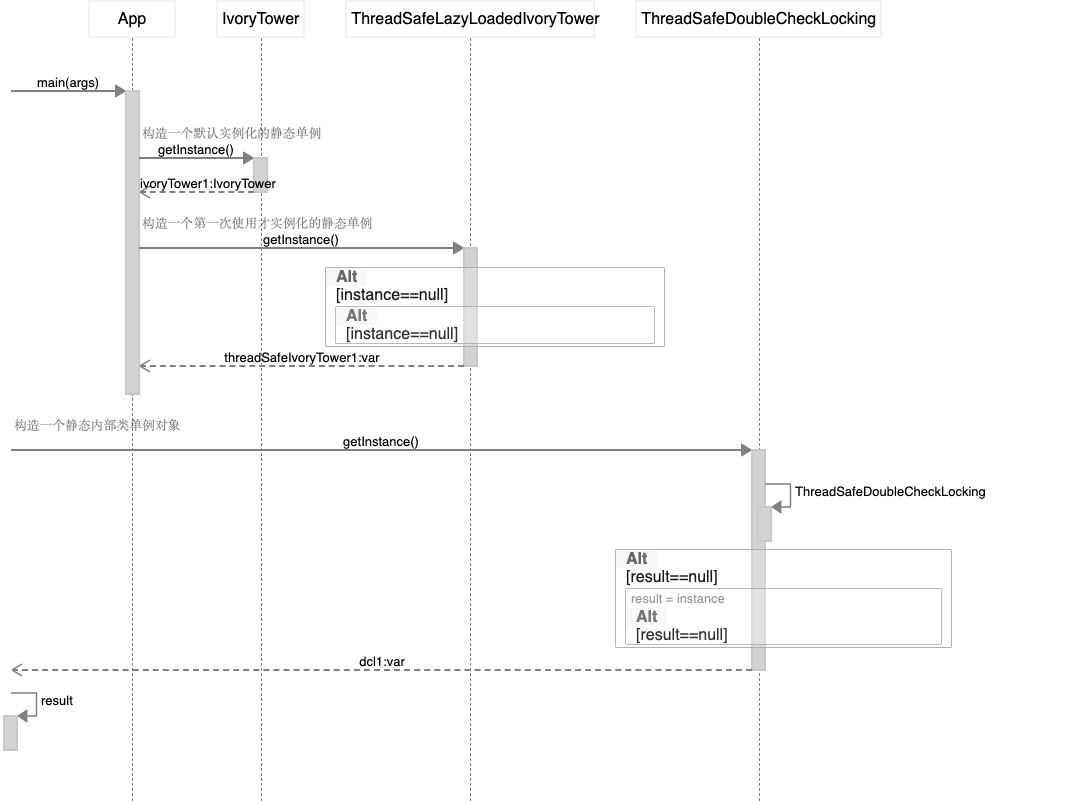 App
IvoryTower
ThreadSafeLazyLoadedIvoryTower
ThreadSafeDoubleCheckLocking
main(args)
构造一个默认实例化的静态单例
getInstance()
ivoryTower1:IvoryTower
构造一个第一次使用才实例化的静态单例
getInstance()
Alt
[instance==null]
Alt
[instance==null]
threadSafeIvoryTower1:var
构造一个静态内部类单例对象
getInstance()
ThreadSafeDoubleCheckLocking
Alt
[result==null]
result = instance
Alt
[result==null]
dcl1:var
result